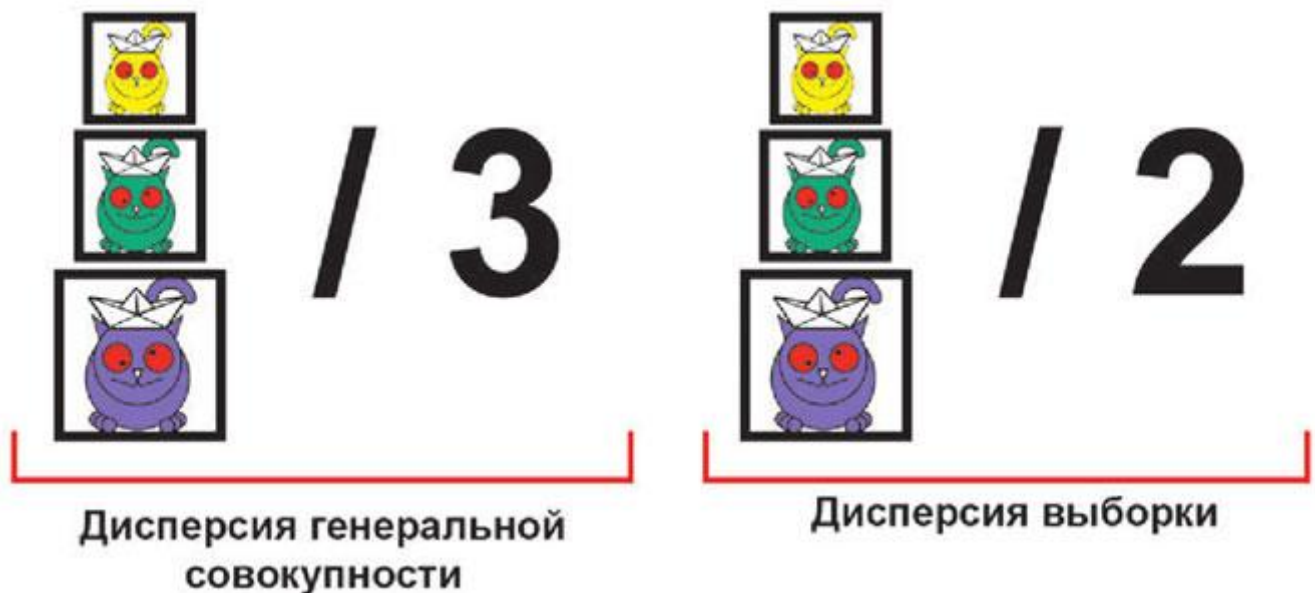 / 3
/ 2
Дисперсия генеральной
совокупности
Дисперсия выборки